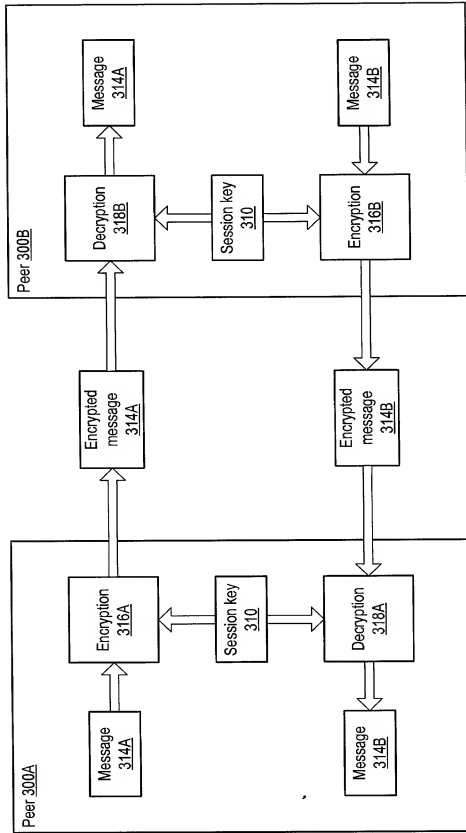 Peer 300A
Message
314A
Encryption
316A
Session key
310
Decryption
318A
Message
314B
Encrypted
message
314A
Encrypted
message
314B
Peer 300B
Decryption
318B
Message
314A
Session key
310
Encryption
316B
Message
314B